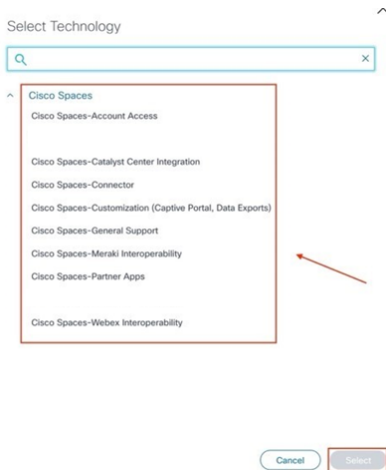 Select Technology
Cisco Spaces
Cisco Spaces-Account Access
Cisco Spaces-Catalyst Center Integration
Cisco Spaces-Connector
Cisco Spaces-Customization (Captive Portal, Data Exports)
Cisco Spaces-General Support
Cisco Spaces-Meraki Interoperability
Cisco Spaces-Partner Apps
Cisco Spaces-Webex Interoperability
Cancel
Select